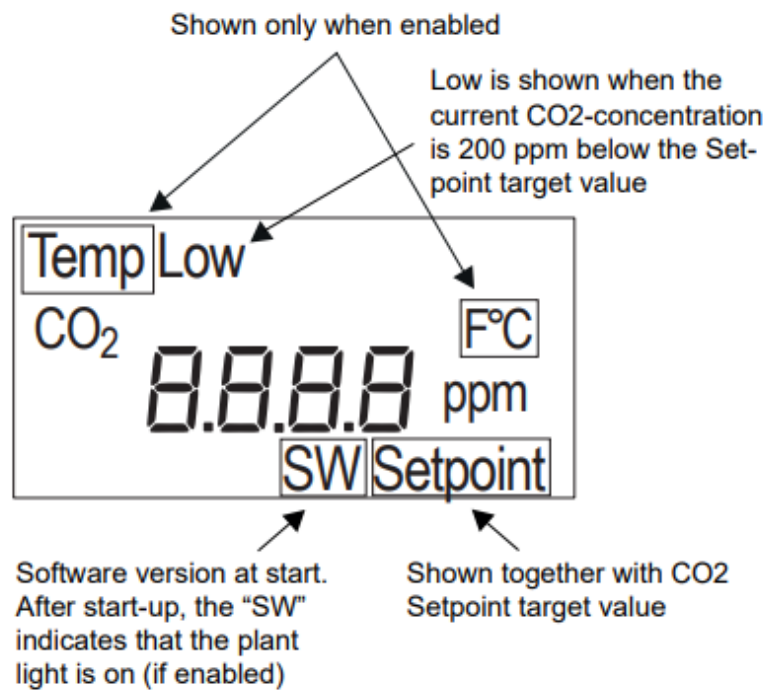 Shown only when enabled
Low is shown when the
current CO2-concentration
is 200 ppm below the Set-
point target value
Temp Low
CO₂ F°C
8.8.8.8 ppm
SW Setpoint
Software version at start.
After start-up, the “SW”
indicates that the plant
light is on (if enabled)
Shown together with CO2
Setpoint target value